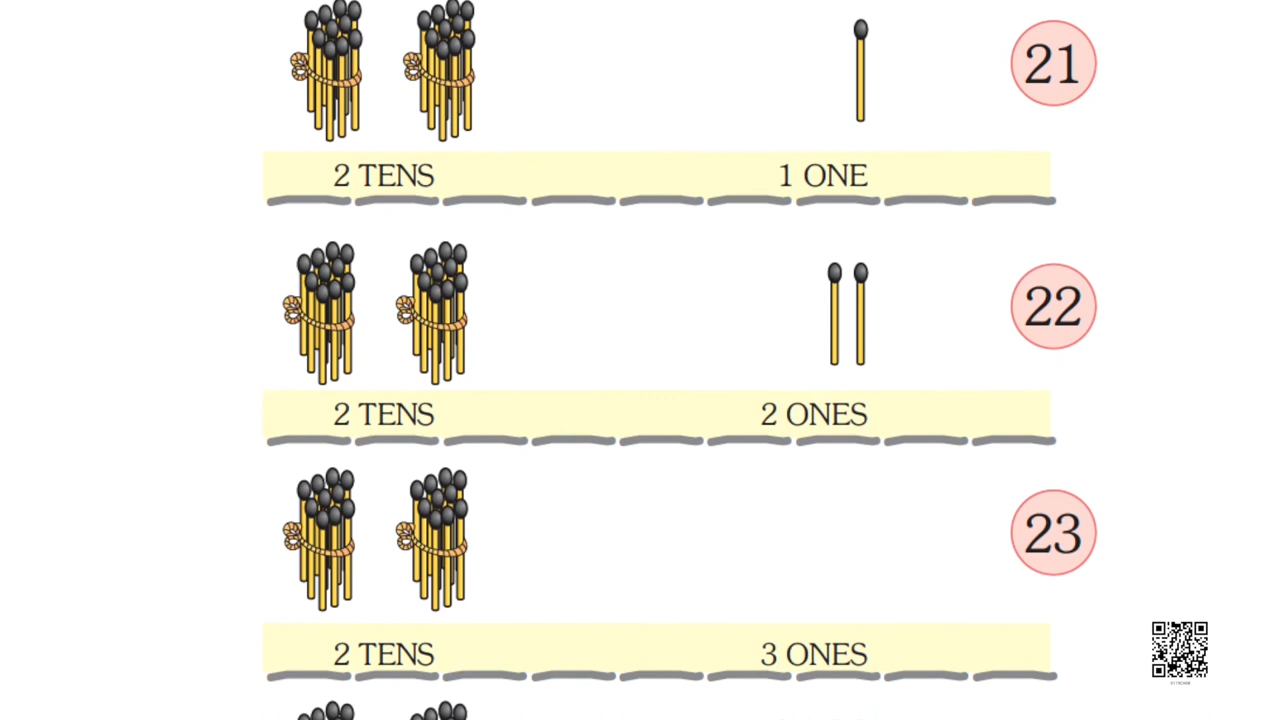 21
2 TENS 1 ONE
22
2 TENS 2 ONES
23
2 TENS 3 ONES